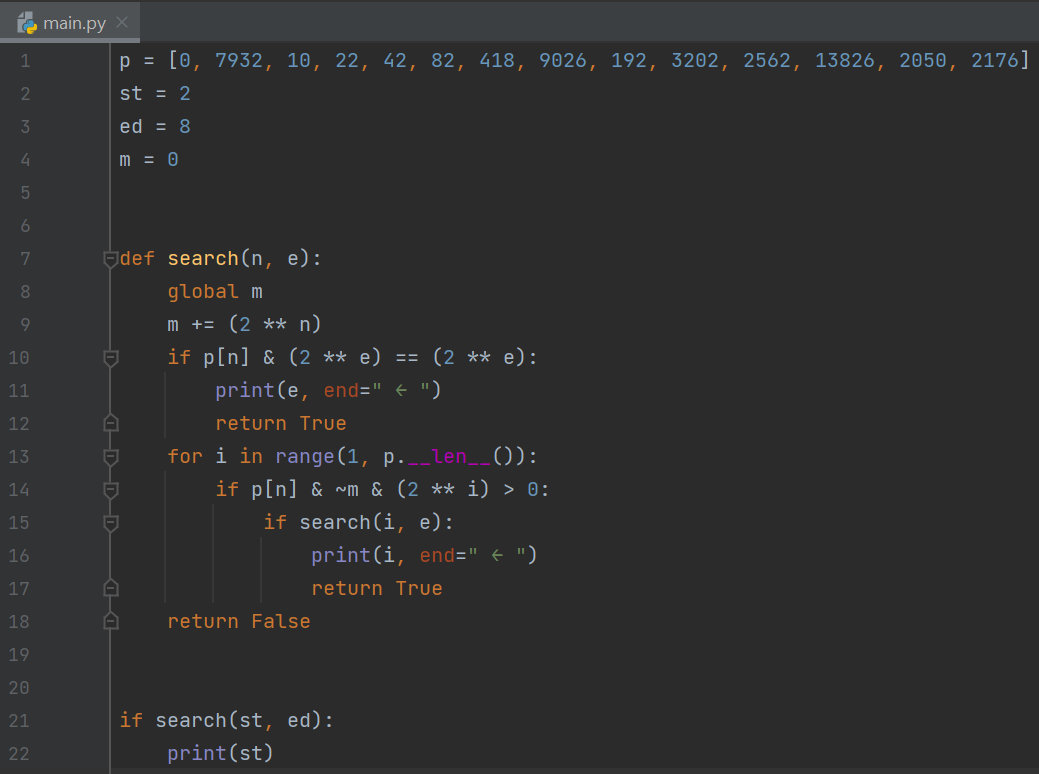 main.py
1 p = [0, 7932, 10, 22, 42, 82, 418, 9026, 192, 3202, 2562, 13826, 2050, 2176]
2 st = 2
3 ed = 8
4 m = 0
5
6
7 def search(n, e):
8     global m
9     m += (2 ** n)
10     if p[n] & (2 ** e) == (2 ** e):
11         print(e, end=" ← ")
12         return True
13     for i in range(1, p.__len__()):
14         if p[n] & ~m & (2 ** i) > 0:
15             if search(i, e):
16                 print(i, end=" ← ")
17                 return True
18     return False
19
20
21 if search(st, ed):
22     print(st)